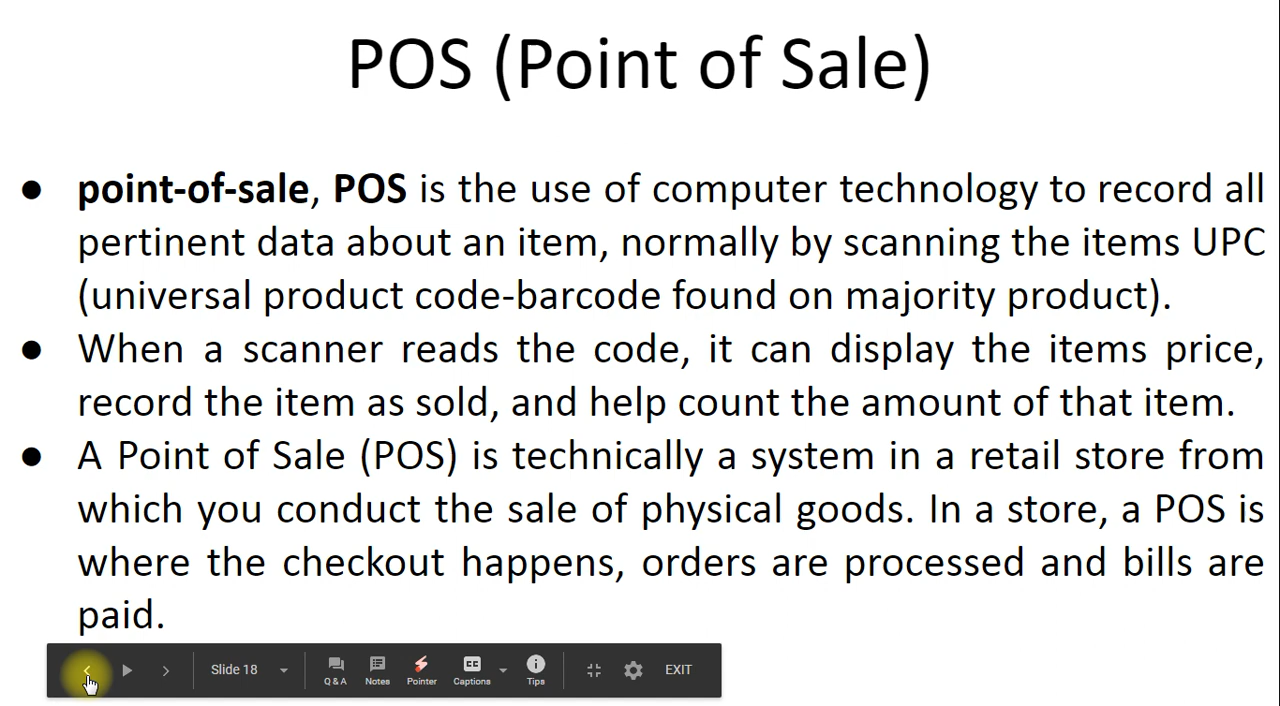 POS (Point of Sale)
● point-of-sale, POS is the use of computer technology to record all
pertinent data about an item, normally by scanning the items UPC
(universal product code-barcode found on majority product).
● When a scanner reads the code, it can display the items price,
record the item as sold, and help count the amount of that item.
● A Point of Sale (POS) is technically a system in a retail store from
which you conduct the sale of physical goods. In a store, a POS is
where the checkout happens, orders are processed and bills are
paid.
Slide 18 Q & A Notes Pointer CC Captions Tips EXIT